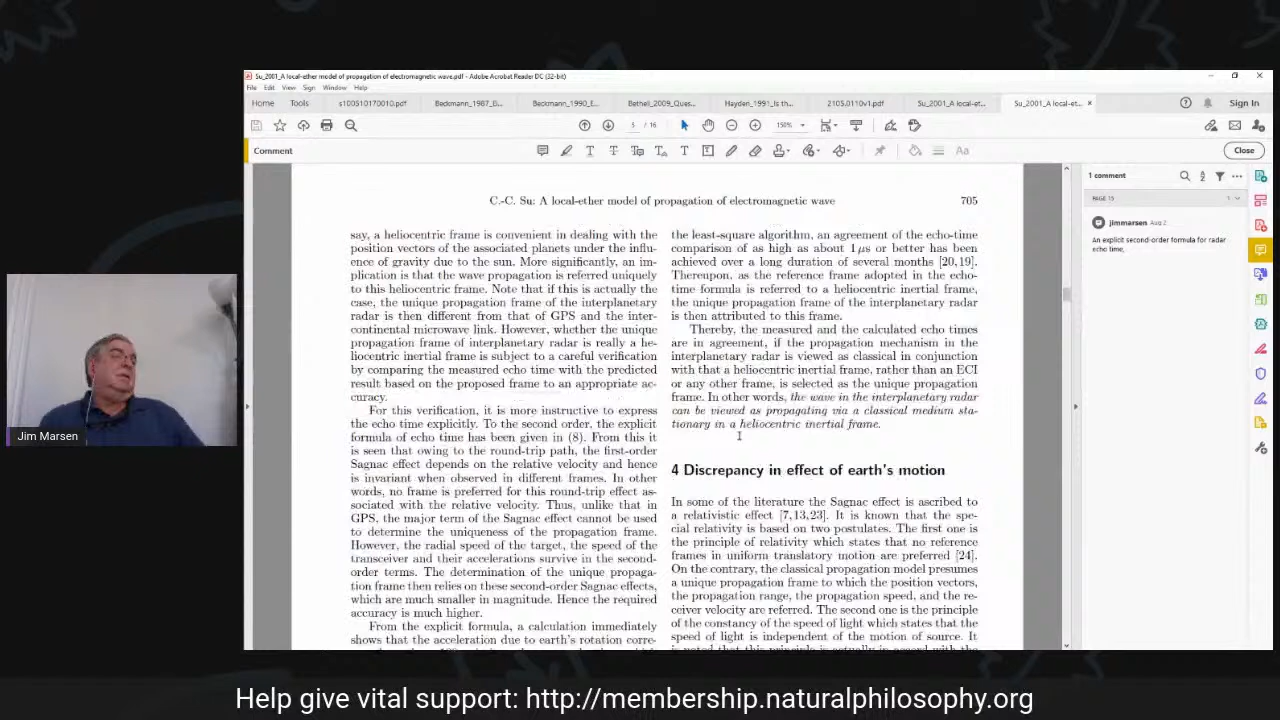 Su_2001_A local-ether model of propagation of electromagnetic wave.pdf - Adobe Acrobat Reader DC (32-bit)
File Edit View Sign Window Help
Home Tools s100510170010.pdf Beckmann_1987_B... Beckmann_1990_E... Bethell_2009_Ques... Hayden_1991_Is th... 2105.0110v1.pdf Su_2001_A local-et... Su_2001_A local-et... × Sign In
5 / 16 150%
Comment Close
C.-C. Su: A local-ether model of propagation of electromagnetic wave 705
say, a heliocentric frame is convenient in dealing with the
position vectors of the associated planets under the influ-
ence of gravity due to the sun. More significantly, an im-
plication is that the wave propagation is referred uniquely
to this heliocentric frame. Note that if this is actually the
case, the unique propagation frame of the interplanetary
radar is then different from that of GPS and the inter-
continental microwave link. However, whether the unique
propagation frame of interplanetary radar is really a he-
liocentric inertial frame is subject to a careful verification
by comparing the measured echo time with the predicted
result based on the proposed frame to an appropriate ac-
curacy.
For this verification, it is more instructive to express
the echo time explicitly. To the second order, the explicit
formula of echo time has been given in (8). From this it
is seen that owing to the round-trip path, the first-order
Sagnac effect depends on the relative velocity and hence
is invariant when observed in different frames. In other
words, no frame is preferred for this round-trip effect as-
sociated with the relative velocity. Thus, unlike that in
GPS, the major term of the Sagnac effect cannot be used
to determine the uniqueness of the propagation frame.
However, the radial speed of the target, the speed of the
transceiver and their accelerations survive in the second-
order terms. The determination of the unique propaga-
tion frame then relies on these second-order Sagnac effects,
which are much smaller in magnitude. Hence the required
accuracy is much higher.
From the explicit formula, a calculation immediately
shows that the acceleration due to earth's rotation corre-
the least-square algorithm, an agreement of the echo-time
comparison of as high as about 1 μs or better has been
achieved over a long duration of several months [20,19].
Thereupon, as the reference frame adopted in the echo-
time formula is referred to a heliocentric inertial frame,
the unique propagation frame of the interplanetary radar
is then attributed to this frame.
Thereby, the measured and the calculated echo times
are in agreement, if the propagation mechanism in the
interplanetary radar is viewed as classical in conjunction
with that a heliocentric inertial frame, rather than an ECI
or any other frame, is selected as the unique propagation
frame. In other words, the wave in the interplanetary radar
can be viewed as propagating via a classical medium sta-
tionary in a heliocentric inertial frame.
4 Discrepancy in effect of earth's motion
In some of the literature the Sagnac effect is ascribed to
a relativistic effect [7,13,23]. It is known that the spe-
cial relativity is based on two postulates. The first one is
the principle of relativity which states that no reference
frames in uniform translatory motion are preferred [24].
On the contrary, the classical propagation model presumes
a unique propagation frame to which the position vectors,
the propagation range, the propagation speed, and the re-
ceiver velocity are referred. The second one is the principle
of the constancy of the speed of light which states that the
speed of light is independent of the motion of source. It
1 comment
PAGE 15 1
jimmarsen Aug 2
An explicit second-order formula for radar
echo time,
Jim Marsen
Help give vital support: http://membership.naturalphilosophy.org